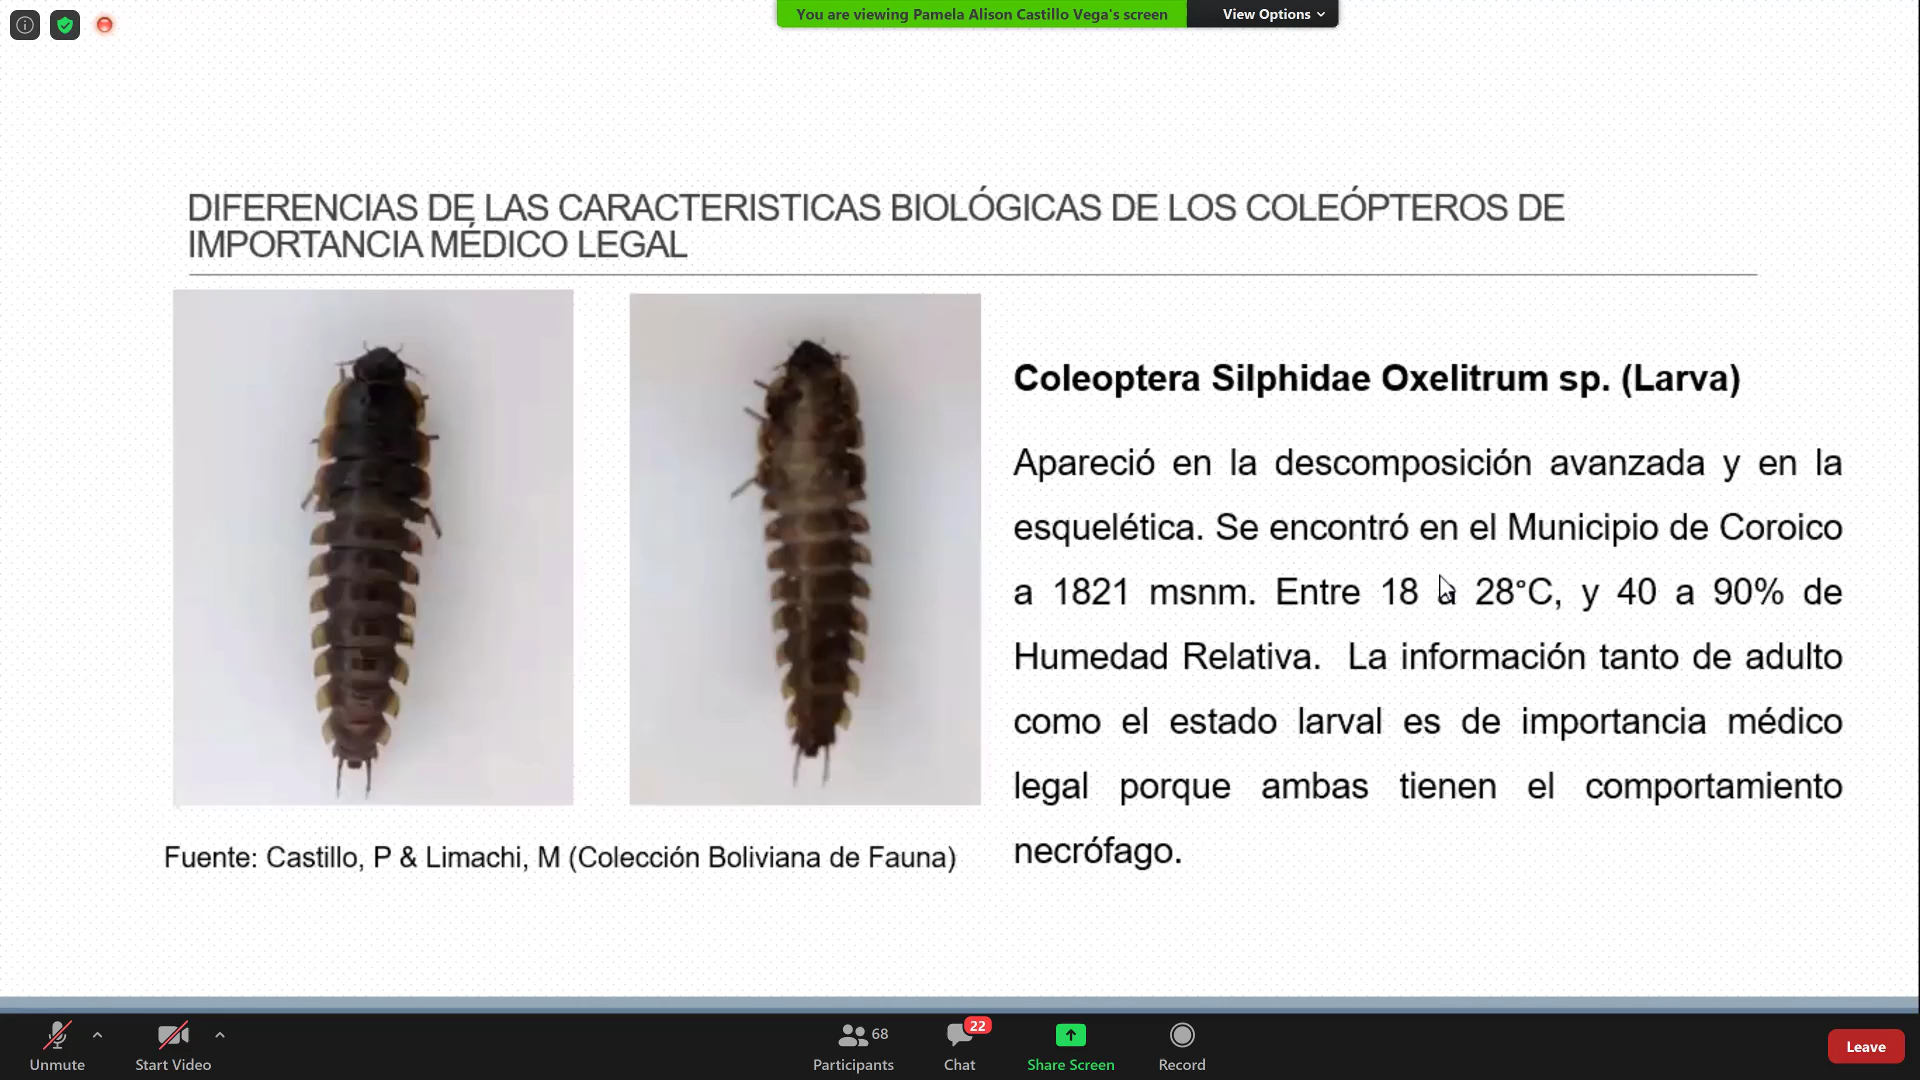 You are viewing Pamela Alison Castillo Vega's screen
View Options
DIFERENCIAS DE LAS CARACTERISTICAS BIOLÓGICAS DE LOS COLEÓPTEROS DE
IMPORTANCIA MÉDICO LEGAL
Coleoptera Silphidae Oxelitrum sp. (Larva)
Apareció en la descomposición avanzada y en la
esquelética. Se encontró en el Municipio de Coroico
a 1821 msnm. Entre 18 a 28°C, y 40 a 90% de
Humedad Relativa. La información tanto de adulto
como el estado larval es de importancia médico
legal porque ambas tienen el comportamiento
necrófago.
Fuente: Castillo, P & Limachi, M (Colección Boliviana de Fauna)
Unmute
Start Video
68
Participants
22
Chat
Share Screen
Record
Leave